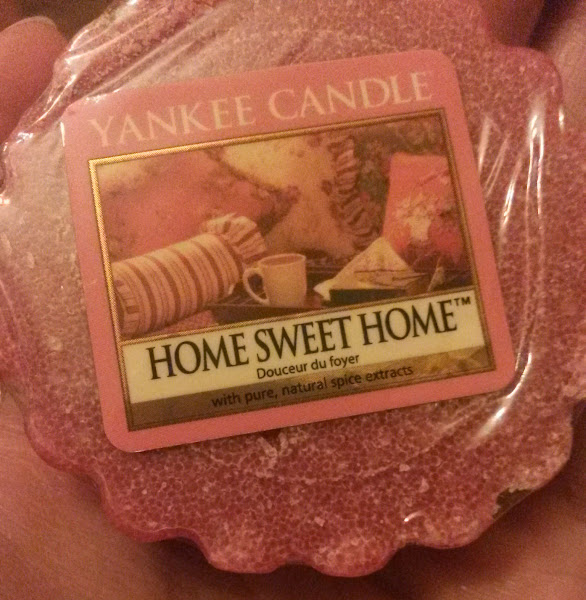 YANKEE CANDLE
HOME SWEET HOME™
Douceur du foyer
with pure, natural spice extracts